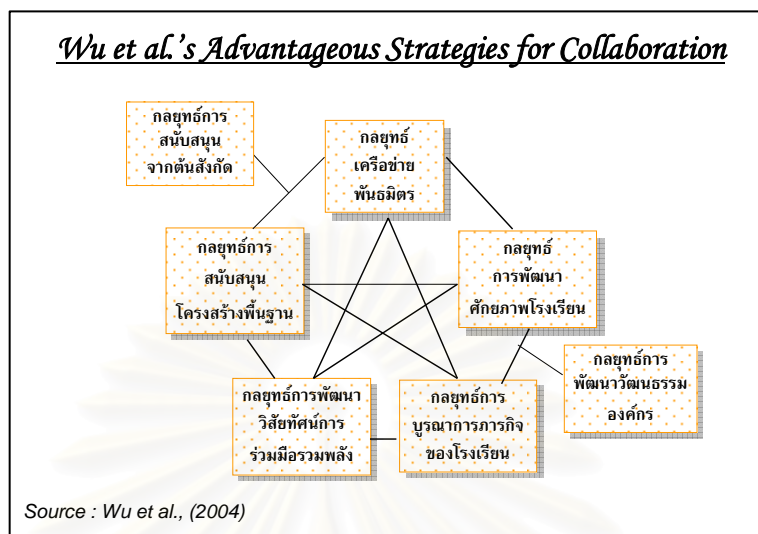 Wu et al.'s Advantageous Strategies for Collaboration
กลยุทธ์การ
สนับสนุน
จากต้นสังกัด
กลยุทธ์
เครือข่าย
พันธมิตร
กลยุทธ์การ
สนับสนุน
โครงสร้างพื้นฐาน
กลยุทธ์
การพัฒนา
ศักยภาพโรงเรียน
กลยุทธ์การ
พัฒนาวัฒนธรรม
องค์กร
กลยุทธ์การพัฒนา
วิสัยทัศน์การ
ร่วมมือรวมพลัง
กลยุทธ์การ
บูรณาการภารกิจ
ของโรงเรียน
Source : Wu et al., (2004)